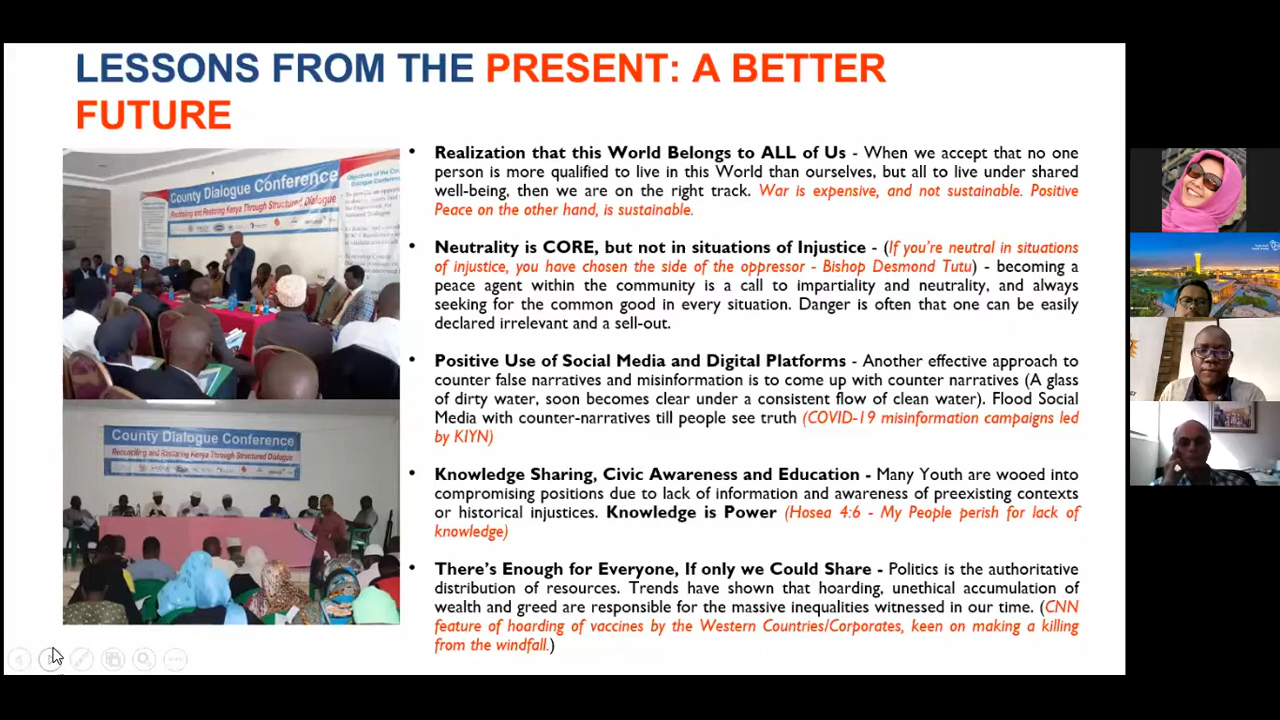 LESSONS FROM THE PRESENT: A BETTER
FUTURE
County Dialogue Conference
Reconciling and Restoring Kenya Through Structured Dialogue
County Dialogue Conference
Reconciling and Restoring Kenya Through Structured Dialogue
• Realization that this World Belongs to ALL of Us - When we accept that no one
person is more qualified to live in this World than ourselves, but all to live under shared
well-being, then we are on the right track. War is expensive, and not sustainable. Positive
Peace on the other hand, is sustainable.
• Neutrality is CORE, but not in situations of Injustice - (If you're neutral in situations
of injustice, you have chosen the side of the oppressor - Bishop Desmond Tutu) - becoming a
peace agent within the community is a call to impartiality and neutrality, and always
seeking for the common good in every situation. Danger is often that one can be easily
declared irrelevant and a sell-out.
• Positive Use of Social Media and Digital Platforms - Another effective approach to
counter false narratives and misinformation is to come up with counter narratives (A glass
of dirty water, soon becomes clear under a consistent flow of clean water). Flood Social
Media with counter-narratives till people see truth (COVID-19 misinformation campaigns led
by KIYN)
• Knowledge Sharing, Civic Awareness and Education - Many Youth are wooed into
compromising positions due to lack of information and awareness of preexisting contexts
or historical injustices. Knowledge is Power (Hosea 4:6 - My People perish for lack of
knowledge)
• There's Enough for Everyone, If only we Could Share - Politics is the authoritative
distribution of resources. Trends have shown that hoarding, unethical accumulation of
wealth and greed are responsible for the massive inequalities witnessed in our time. (CNN
feature of hoarding of vaccines by the Western Countries/Corporates, keen on making a killing
from the windfall.)